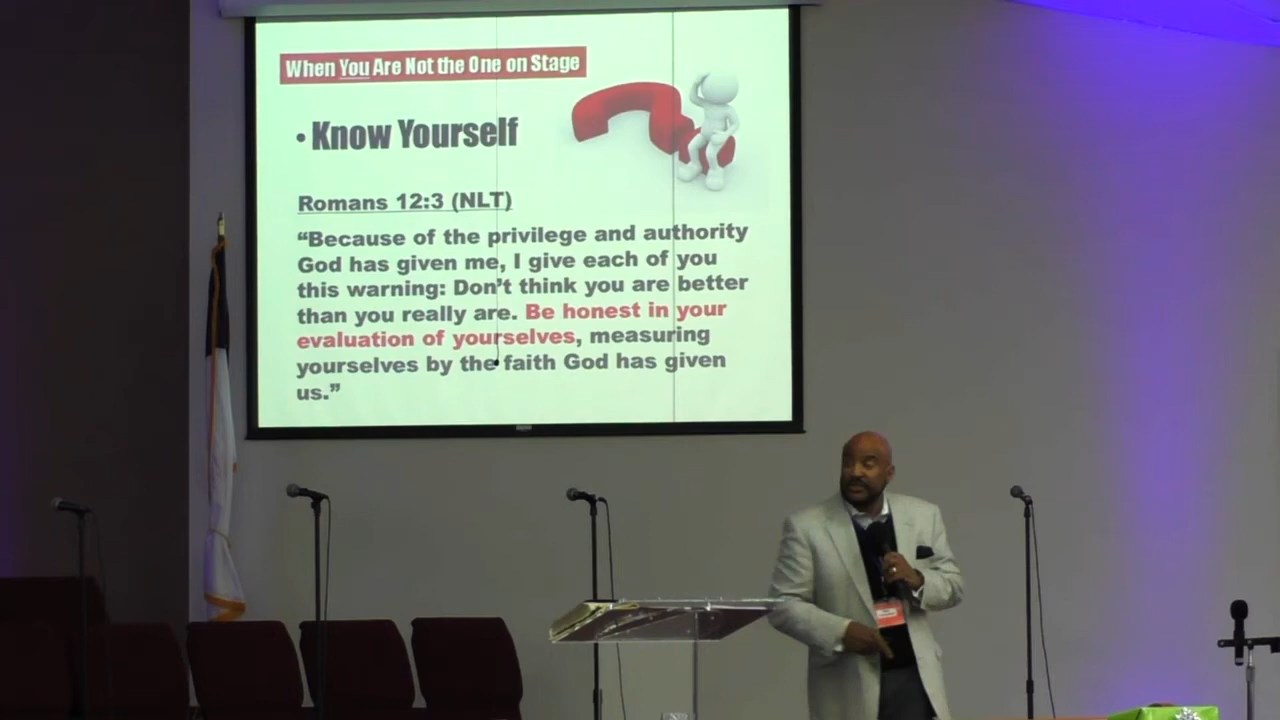 When You Are Not the One on Stage
• Know Yourself
Romans 12:3 (NLT)
“Because of the privilege and authority
God has given me, I give each of you
this warning: Don’t think you are better
than you really are. Be honest in your
evaluation of yourselves, measuring
yourselves by the faith God has given
us.”